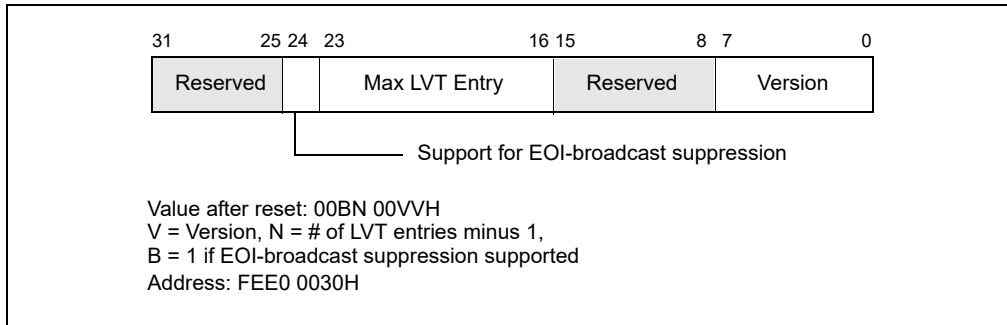 31 25 24 23 16 15 8 7 0
Reserved Max LVT Entry Reserved Version
Support for EOI-broadcast suppression
Value after reset: 00BN 00VVH
V = Version, N = # of LVT entries minus 1,
B = 1 if EOI-broadcast suppression supported
Address: FEE0 0030H